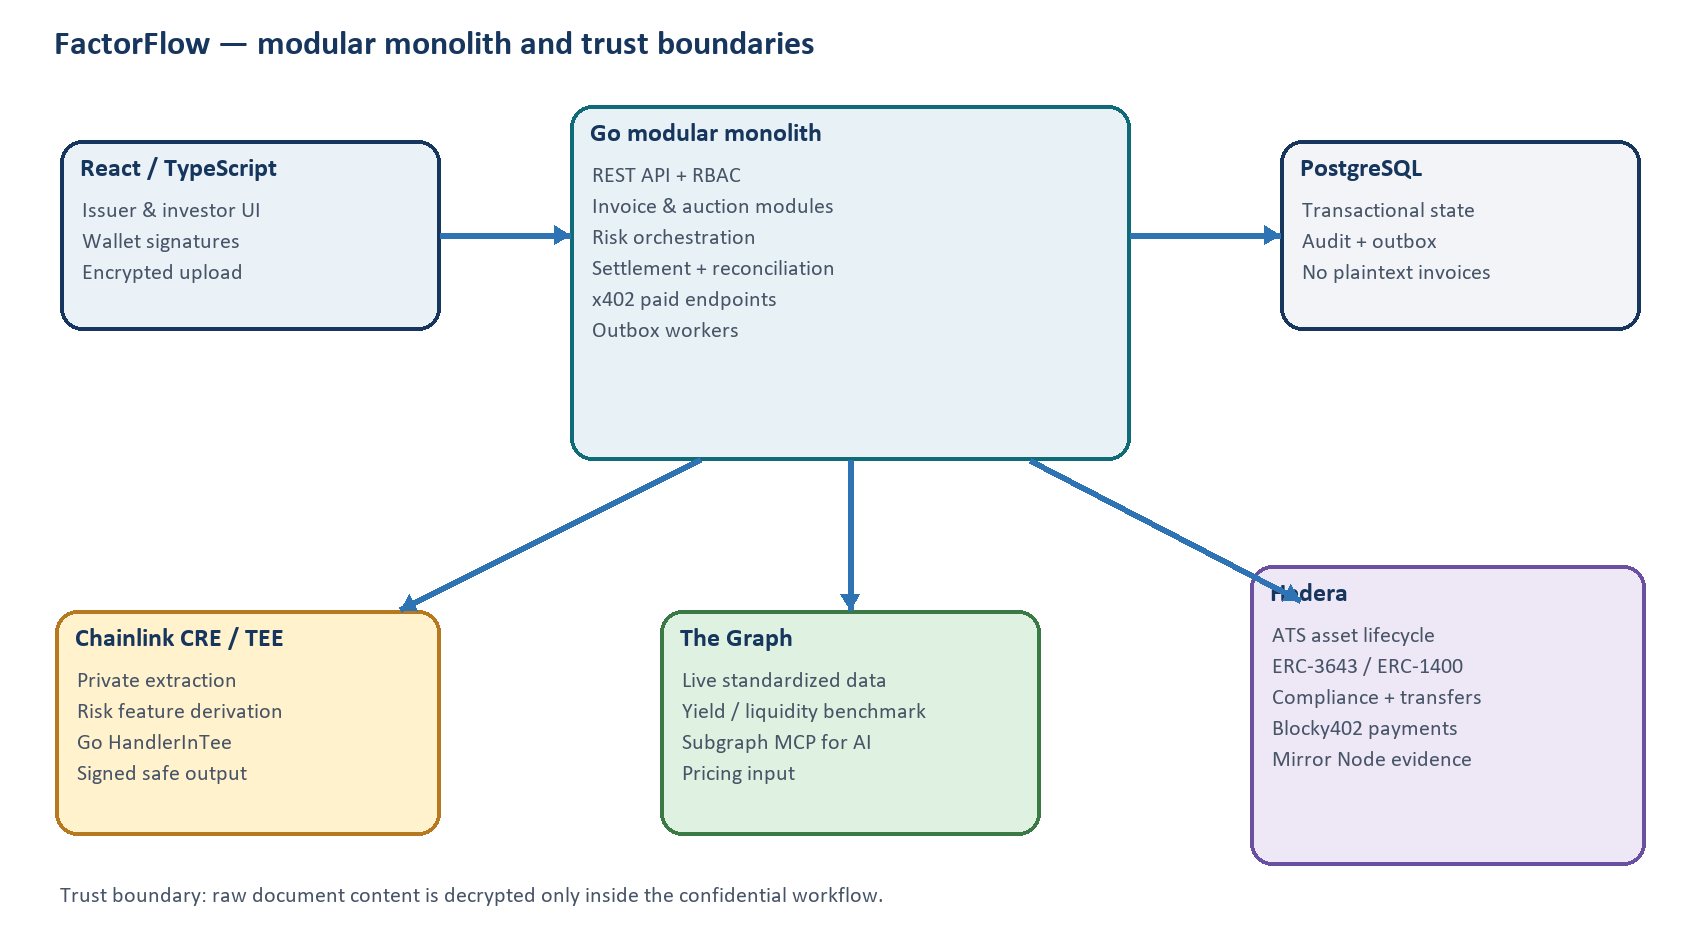 FactorFlow — modular monolith and trust boundaries
React / TypeScript
Issuer & investor UI
Wallet signatures
Encrypted upload
Go modular monolith
REST API + RBAC
Invoice & auction modules
Risk orchestration
Settlement + reconciliation
x402 paid endpoints
Outbox workers
PostgreSQL
Transactional state
Audit + outbox
No plaintext invoices
Chainlink CRE / TEE
Private extraction
Risk feature derivation
Go HandlerInTee
Signed safe output
The Graph
Live standardized data
Yield / liquidity benchmark
Subgraph MCP for AI
Pricing input
Hedera
ATS asset lifecycle
ERC-3643 / ERC-1400
Compliance + transfers
Blocky402 payments
Mirror Node evidence
Trust boundary: raw document content is decrypted only inside the confidential workflow.